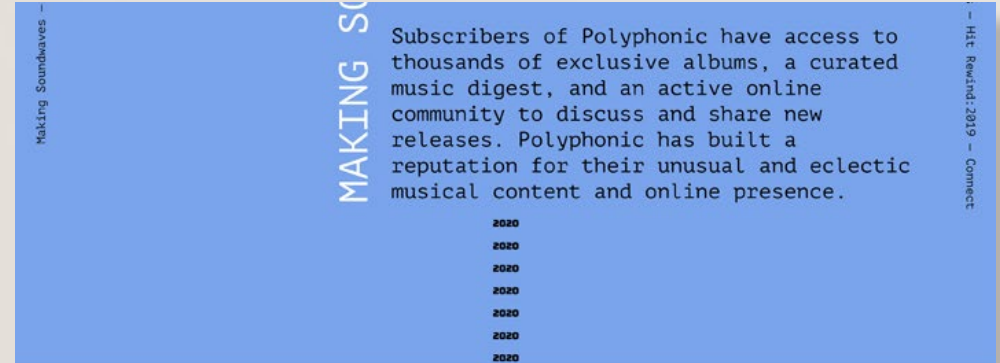 Making Soundwaves –
MAKING
Subscribers of Polyphonic have access to
thousands of exclusive albums, a curated
music digest, and an active online
community to discuss and share new
releases. Polyphonic has built a
reputation for their unusual and eclectic
musical content and online presence.
– Hit Rewind:2019 – Connect
2020
2020
2020
2020
2020
2020
2020